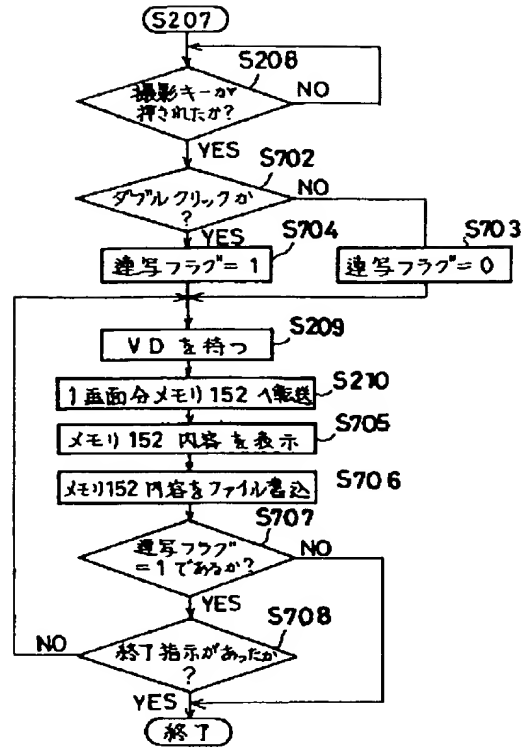 S207
S208
撮影キーが
押されたか?
NO
YES
S702
ダブルクリックか
?
NO
YES
S704
S703
連写フラグ=1
連写フラグ=0
S209
VDを待つ
S210
1画面分メモリ152へ転送
S705
メモリ152内容を表示
S706
メモリ152内容をファイル書込
S707
連写フラグ
=1であるか?
NO
YES
S708
NO
終了指示があったか
?
YES
終了